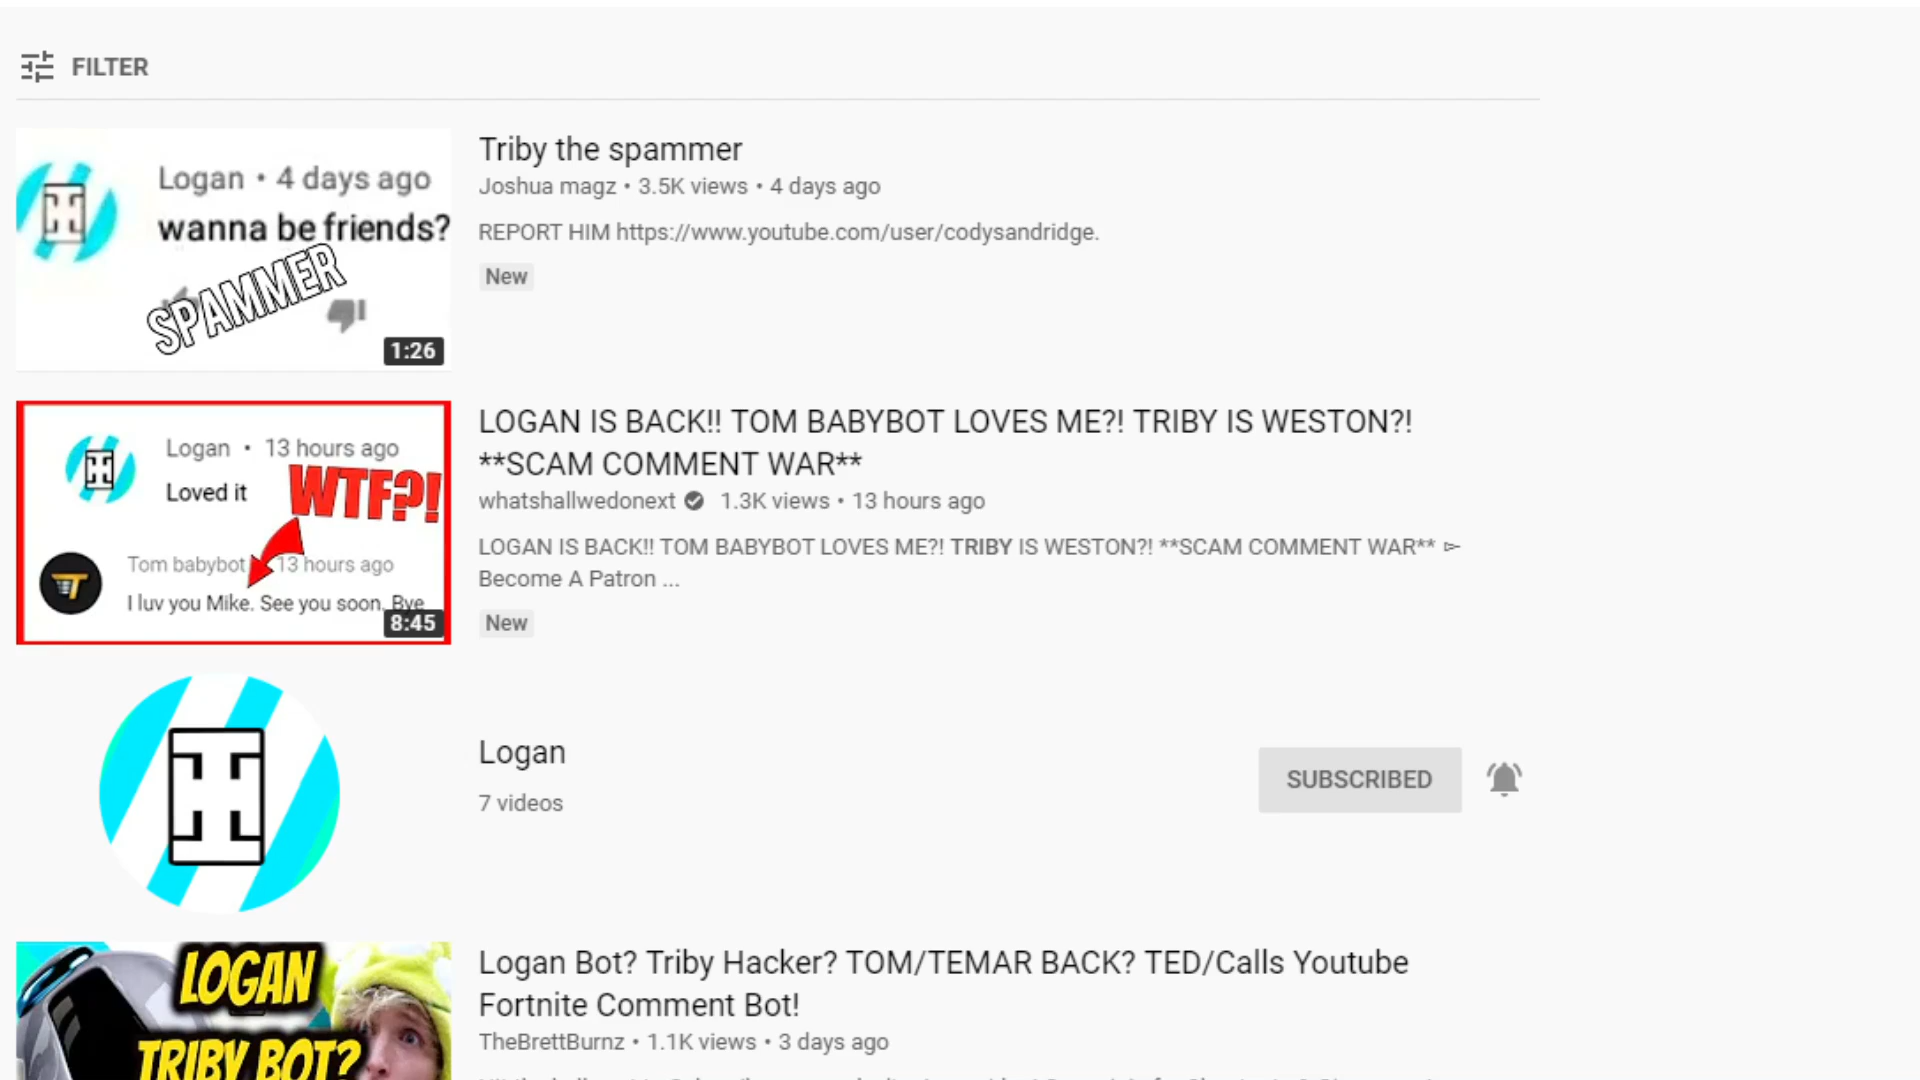 FILTER
Logan • 4 days ago
wanna be friends?
SPAMMER
1:26
Triby the spammer
Joshua magz • 3.5K views • 4 days ago
REPORT HIM https://www.youtube.com/user/codysandridge.
New
Logan • 13 hours ago
Loved it
WTF?!
Tom babybot 13 hours ago
I luv you Mike. See you soon. Bye
8:45
LOGAN IS BACK!! TOM BABYBOT LOVES ME?! TRIBY IS WESTON?!
**SCAM COMMENT WAR**
whatshallwedonext 1.3K views • 13 hours ago
LOGAN IS BACK!! TOM BABYBOT LOVES ME?! TRIBY IS WESTON?! **SCAM COMMENT WAR** ▻
Become A Patron ...
New
Logan
7 videos
SUBSCRIBED
LOGAN
TRIBY BOT?
Logan Bot? Triby Hacker? TOM/TEMAR BACK? TED/Calls Youtube
Fortnite Comment Bot!
TheBrettBurnz • 1.1K views • 3 days ago